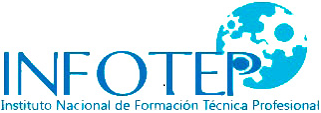 INFOTEP
Instituto Nacional de Formación Técnica Profesional